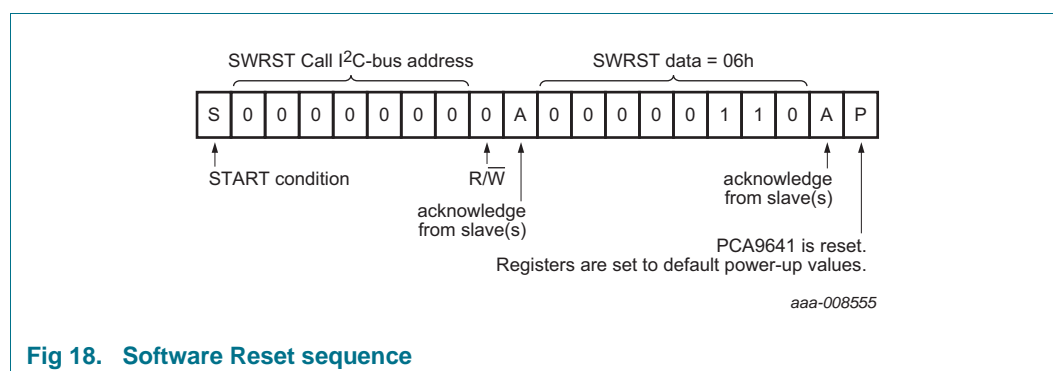 SWRST Call I2C-bus address SWRST data = 06h
S 0 0 0 0 0 0 0 0 A 0 0 0 0 0 1 1 0 A P
START condition R/W acknowledge
acknowledge from slave(s)
from slave(s)
PCA9641 is reset.
Registers are set to default power-up values.
aaa-008555
Fig 18. Software Reset sequence